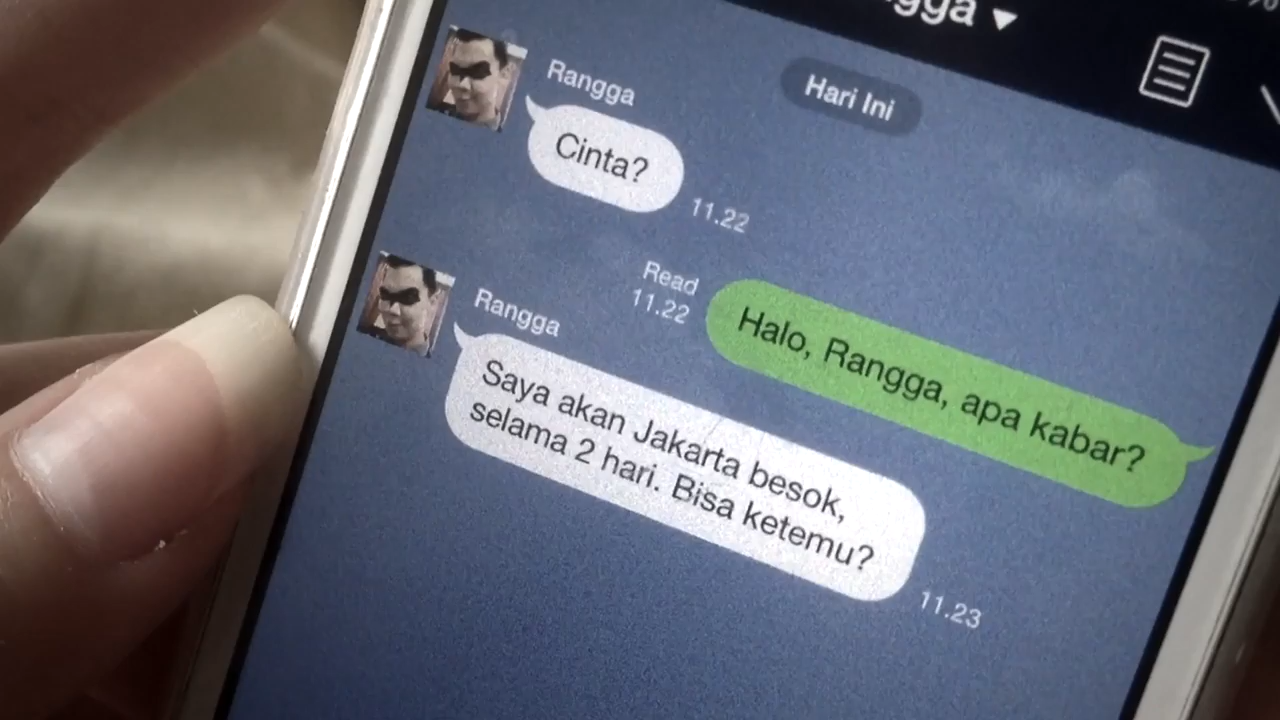 Hari Ini
Rangga
Cinta?
11.22
Read
11.22
Halo, Rangga, apa kabar?
Rangga
Saya akan Jakarta besok,
selama 2 hari. Bisa ketemu?
11.23